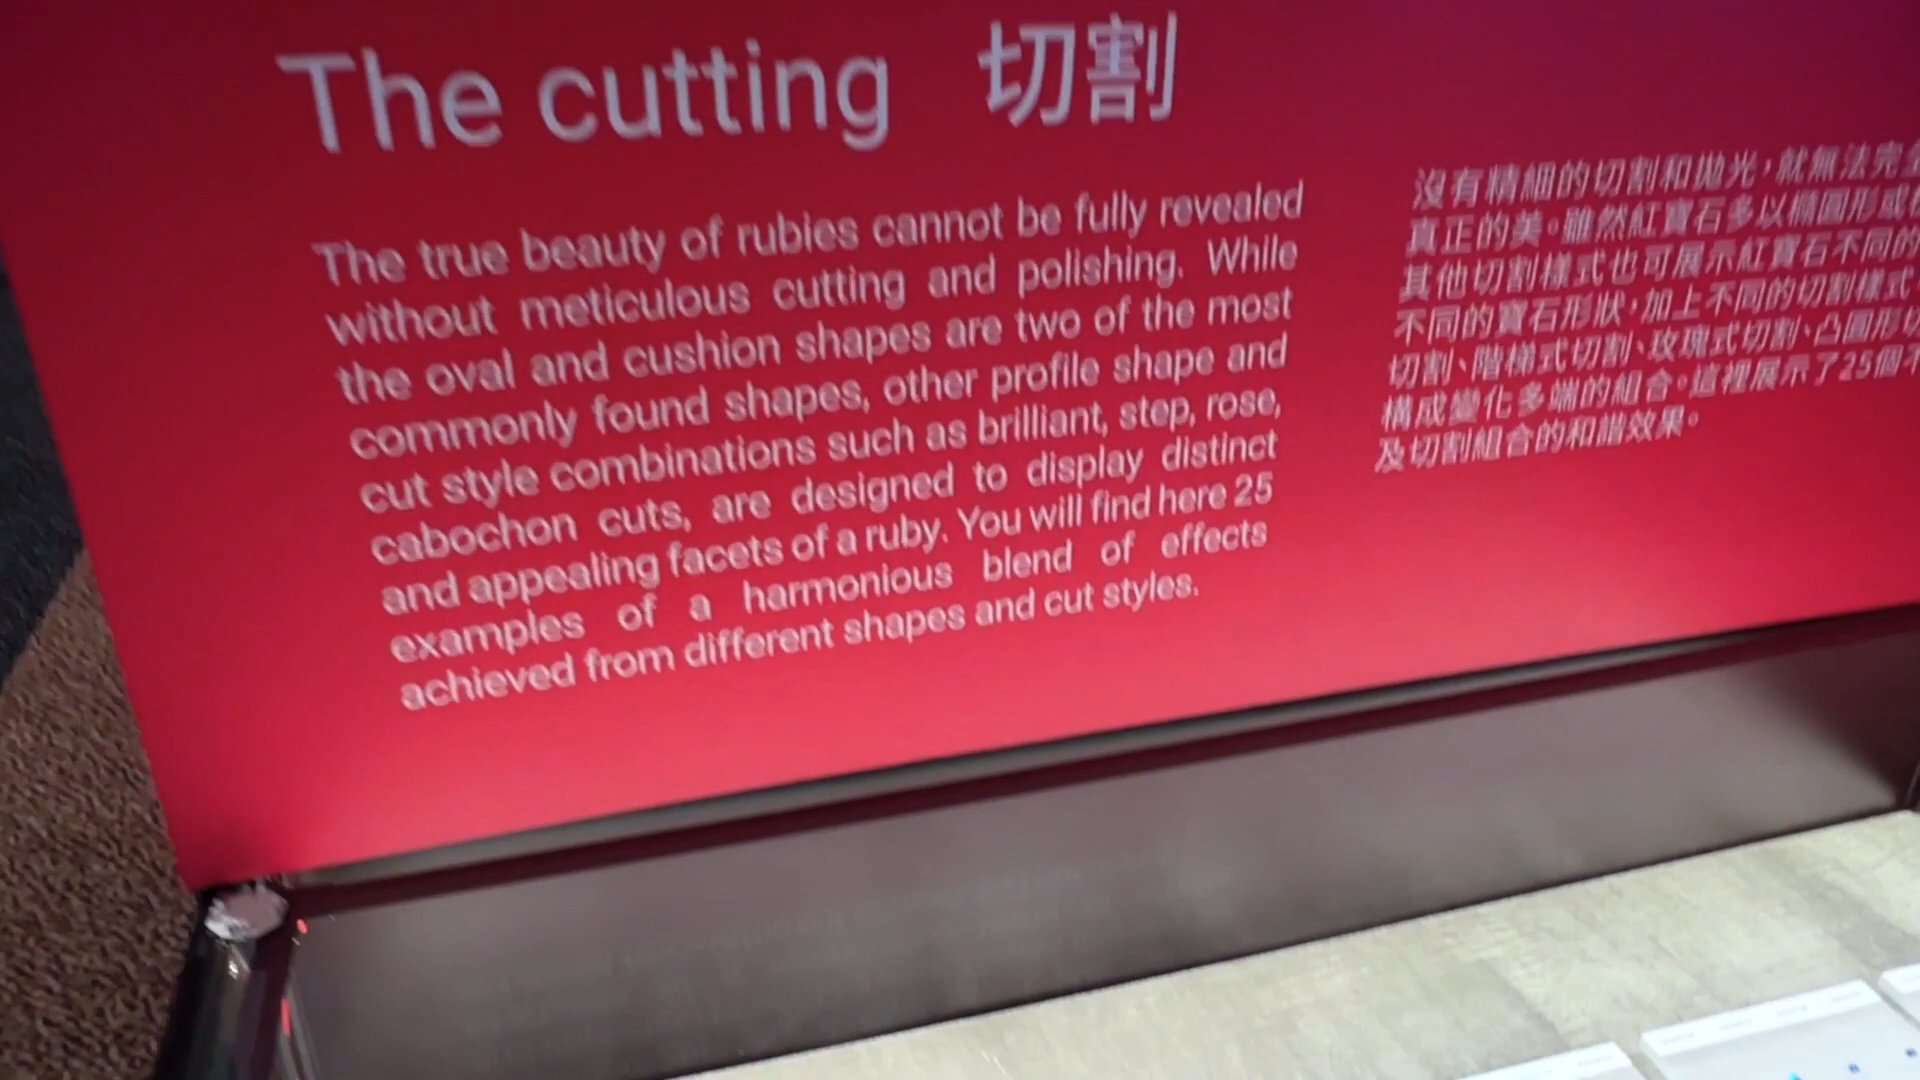 The cutting 切割
The true beauty of rubies cannot be fully revealed
without meticulous cutting and polishing. While
the oval and cushion shapes are two of the most
commonly found shapes, other profile shape and
cut style combinations such as brilliant, step, rose,
cabochon cuts, are designed to display distinct
and appealing facets of a ruby. You will find here 25
examples of a harmonious blend of effects
achieved from different shapes and cut styles.
沒有精細的切割和拋光，就無法完全
真正的美。雖然紅寶石多以橢圓形或
其他切割樣式也可展示紅寶石不同的
不同的寶石形狀，加上不同的切割樣式
切割、階梯式切割、玫瑰式切割、凸圓形切
構成變化多端的組合。這裡展示了25個不
及切割組合的和諧效果。